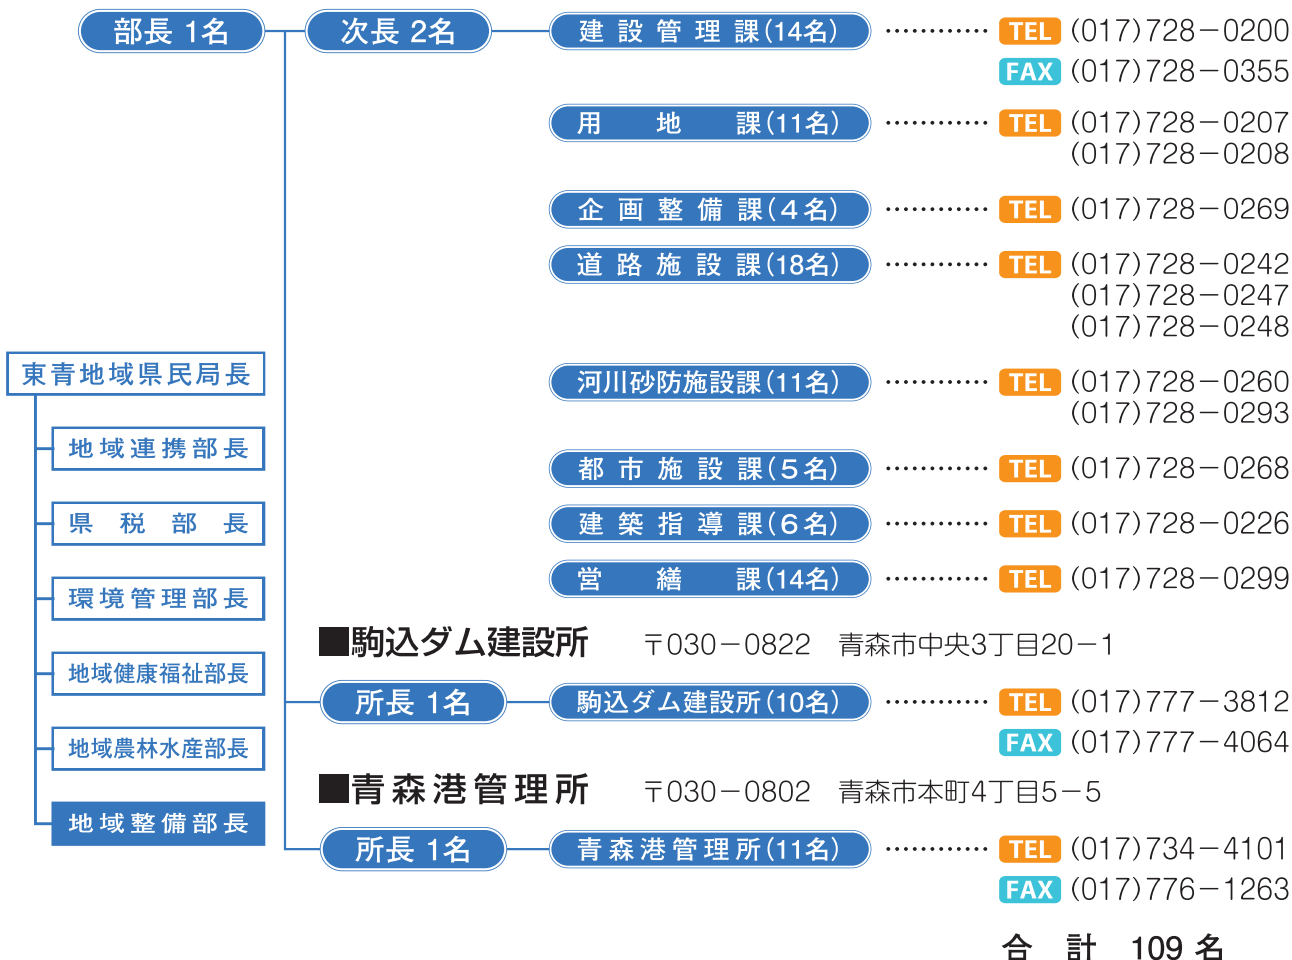 部長 1名 次長 2名 建設管理課(14名) ………… TEL (017)728−0200
FAX (017)728−0355
用地課(11名) ………… TEL (017)728−0207
(017)728−0208
企画整備課(4名) ………… TEL (017)728−0269
道路施設課(18名) ………… TEL (017)728−0242
(017)728−0247
(017)728−0248
河川砂防施設課(11名) ………… TEL (017)728−0260
(017)728−0293
都市施設課(5名) ………… TEL (017)728−0268
建築指導課(6名) ………… TEL (017)728−0226
営繕課(14名) ………… TEL (017)728−0299
東青地域県民局長
地域連携部長
県税部長
環境管理部長
地域健康福祉部長
地域農林水産部長
地域整備部長
■駒込ダム建設所 〒030−0822 青森市中央3丁目20−1
所長 1名 駒込ダム建設所(10名) ………… TEL (017)777−3812
FAX (017)777−4064
■青森港管理所 〒030−0802 青森市本町4丁目5−5
所長 1名 青森港管理所(11名) ………… TEL (017)734−4101
FAX (017)776−1263
合計 109名